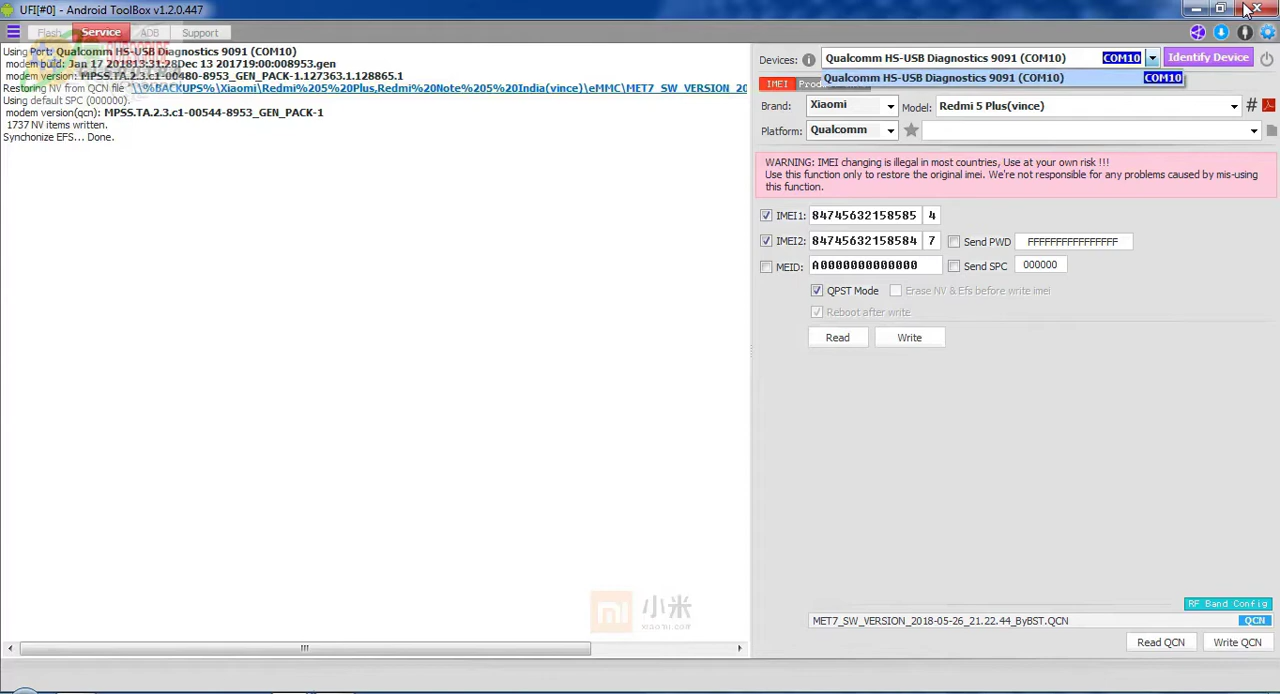 UFI[#0] - Android ToolBox v1.2.0.447
Flash Service ADB Support
Using Port: Qualcomm HS-USB Diagnostics 9091 (COM10)
modem build: Jan 17 201813:31:28Dec 13 201719:00:008953.gen
modem version: MPSS.TA.2.3.c1-00480-8953_GEN_PACK-1.127363.1.128865.1
Restoring NV from QCN file \\%BACKUPS%\Xiaomi\Redmi%205%20Plus,Redmi%20Note%205%20India(vince)\eMMC\MET7_SW_VERSION_20
Using default SPC (000000).
modem version(qcn): MPSS.TA.2.3.c1-00544-8953_GEN_PACK-1
1737 NV items written.
Synchonize EFS... Done.
Devices: Qualcomm HS-USB Diagnostics 9091 (COM10) COM10 Identify Device
Qualcomm HS-USB Diagnostics 9091 (COM10) COM10
IMEI
Brand: Xiaomi Model: Redmi 5 Plus(vince) #
Platform: Qualcomm
WARNING: IMEI changing is illegal in most countries, Use at your own risk !!!
Use this function only to restore the original imei. We're not responsible for any problems caused by mis-using
this function.
IMEI1: 84745632158585 4
IMEI2: 84745632158584 7 Send PWD FFFFFFFFFFFFFFFF
MEID: A0000000000000 Send SPC 000000
QPST Mode Erase NV & Efs before write imei
Reboot after write
Read Write
mi 小米
xiaomi.com
RF Band Config
MET7_SW_VERSION_2018-05-26_21.22.44_ByBST.QCN QCN
Read QCN Write QCN